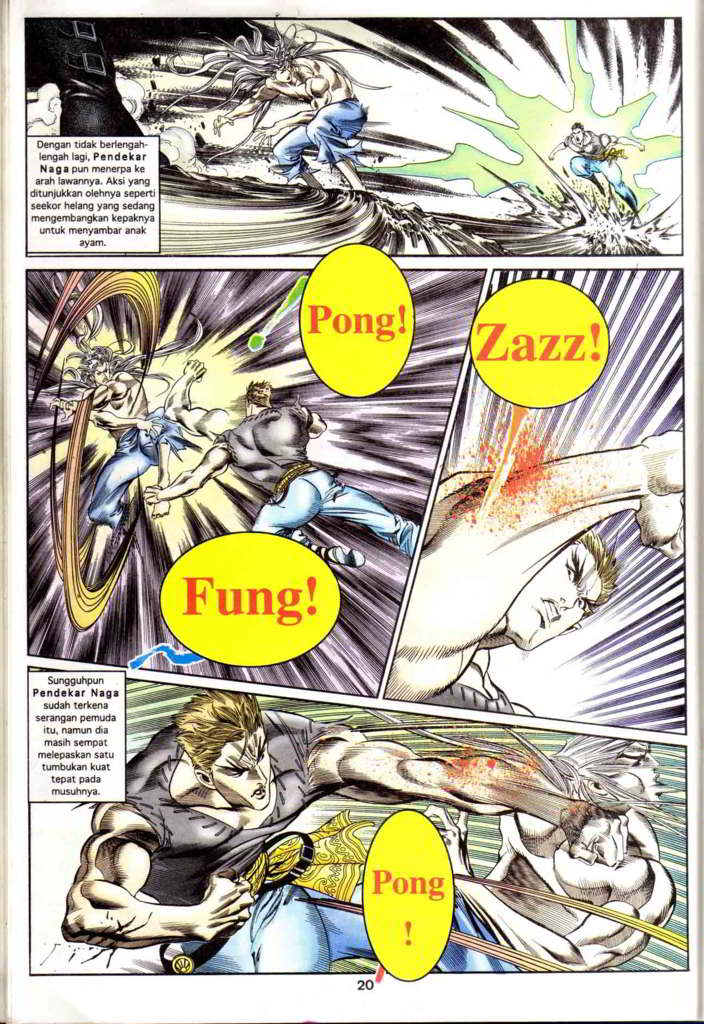 Dengan tidak berlengah-
lengah lagi, Pendekar
Naga pun menerpa ke
arah lawannya. Aksi yang
ditunjukkan olehnya seperti
seekor helang yang sedang
mengembangkan kepaknya
untuk menyambar anak
ayam.
Pong!
Zazz!
Fung!
Sungguhpun
Pendekar Naga
sudah terkena
serangan pemuda
itu, namun dia
masih sempat
melepaskan satu
tumbukan kuat
tepat pada
musuhnya.
Pong
!
20